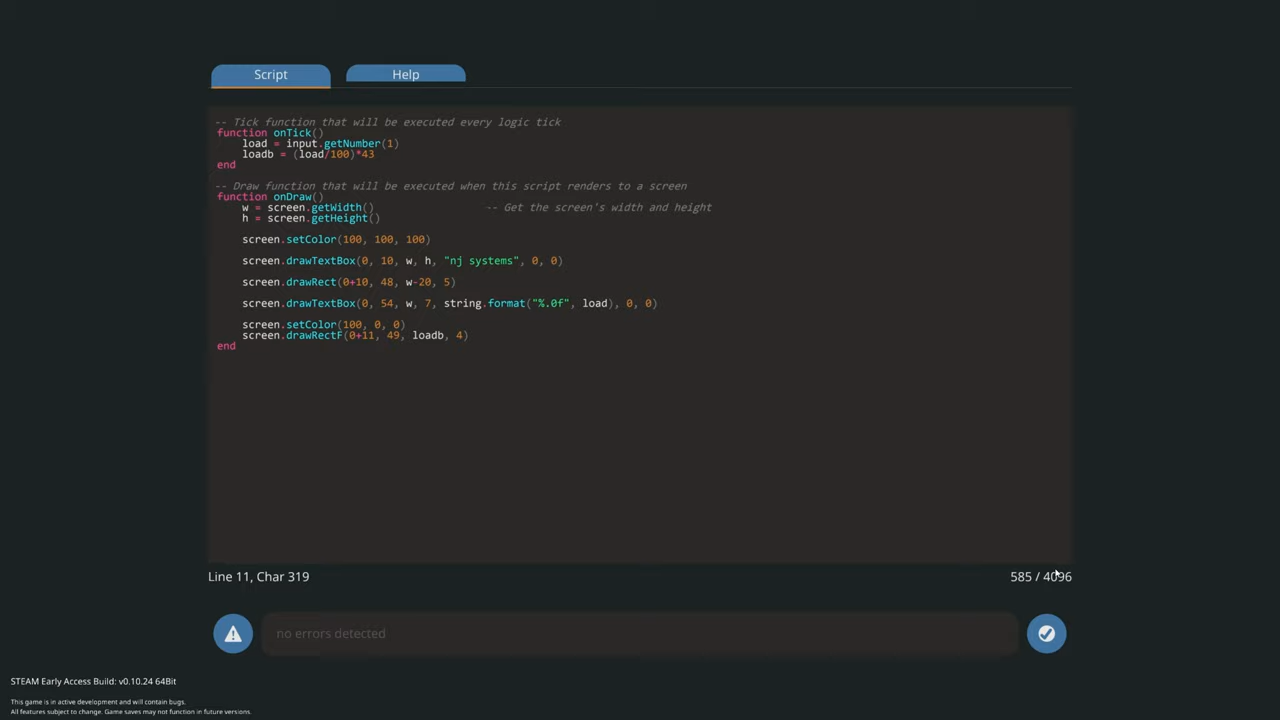 Script
Help
-- Tick function that will be executed every logic tick
function onTick()
load = input.getNumber(1)
loadb = (load/100)*43
end
-- Draw function that will be executed when this script renders to a screen
function onDraw()
w = screen.getWidth() -- Get the screen's width and height
h = screen.getHeight()
screen.setColor(100, 100, 100)
screen.drawTextBox(0, 10, w, h, "nj systems", 0, 0)
screen.drawRect(0+10, 48, w-20, 5)
screen.drawTextBox(0, 54, w, 7, string.format("%.0f", load), 0, 0)
screen.setColor(100, 0, 0)
screen.drawRectF(0+11, 49, loadb, 4)
end
Line 11, Char 319
585 / 4096
no errors detected
STEAM Early Access Build: v0.10.24 64Bit
This game is in active development and will contain bugs.
All features subject to change. Game saves may not function in future versions.